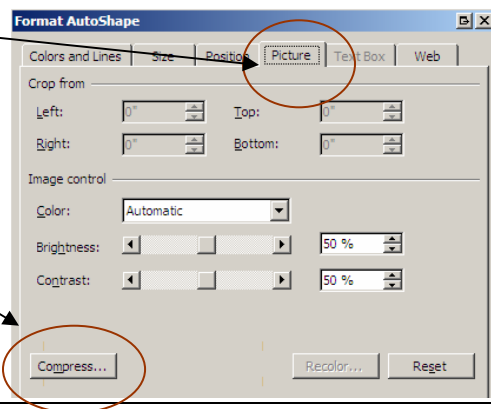 Format AutoShape
Colors and Lines Size Position Picture Text Box Web
Crop from
Left: 0" Top: 0"
Right: 0" Bottom: 0"
Image control
Color: Automatic
Brightness: 50 %
Contrast: 50 %
Compress... Recolor... Reset